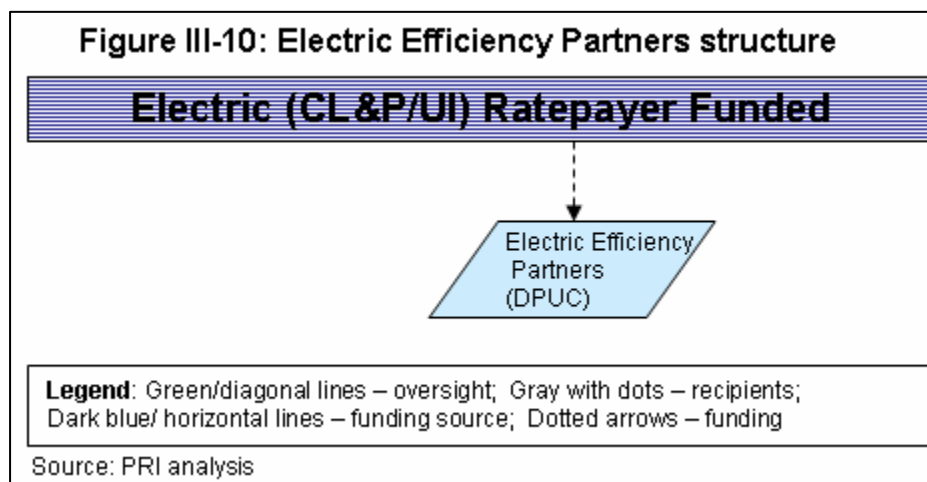 Figure III-10: Electric Efficiency Partners structure
Electric (CL&P/UI) Ratepayer Funded
Electric Efficiency
Partners
(DPUC)
Legend: Green/diagonal lines – oversight; Gray with dots – recipients;
Dark blue/ horizontal lines – funding source; Dotted arrows – funding
Source: PRI analysis